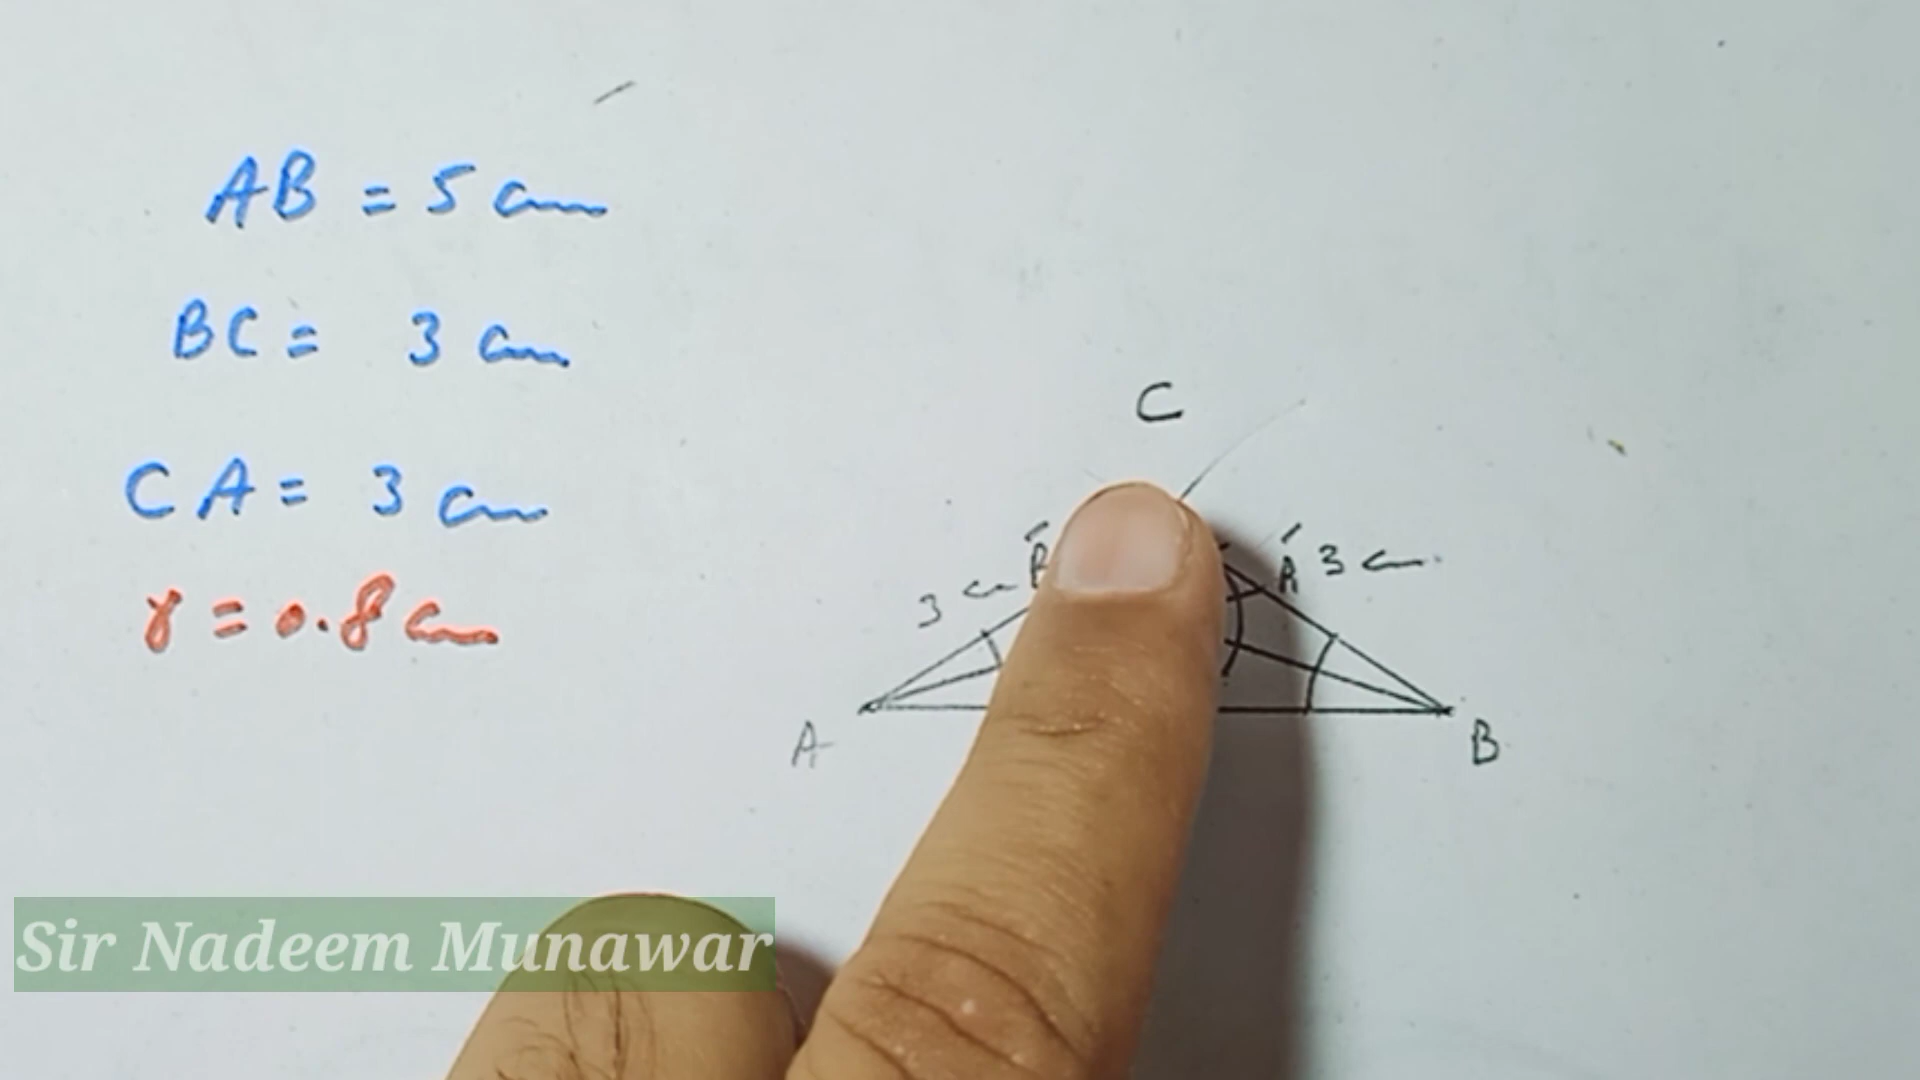 AB = 5 cm
BC = 3 cm
CA = 3 cm
r = 0.8 cm
C
3 cm
B'
A'
3 cm
A
B
Sir Nadeem Munawar